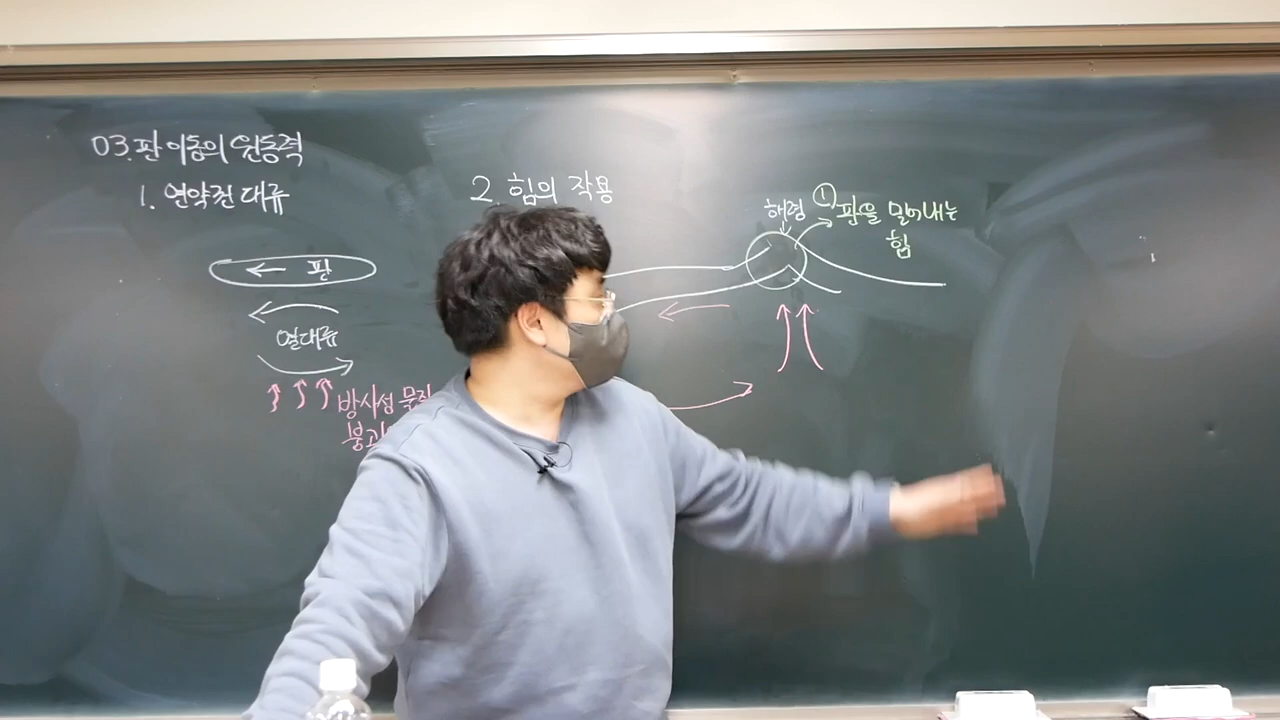 03.판 이동의 원동력
1. 연약권 대류
2. 힘의 작용
← 판
열대류
방사성 물질
붕괴
해령
① 판을 밀어내는
힘